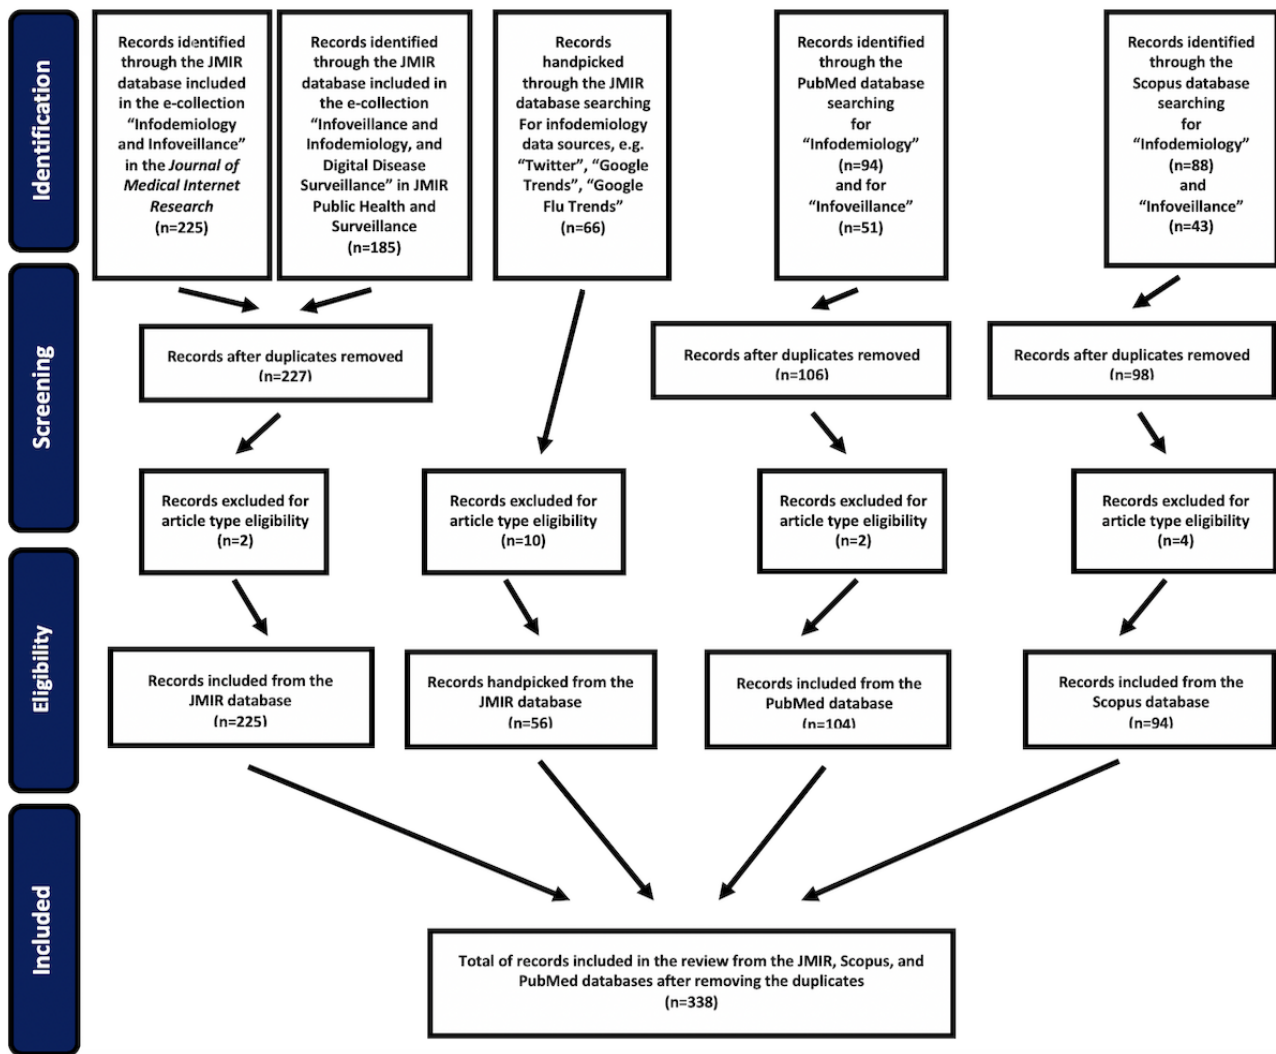 Identification
Records identified
through the JMIR
database included
in the e-collection
“Infodemiology
and Infoveillance”
in the Journal of
Medical Internet
Research
(n=225)
Records identified
through the JMIR
database included in
the e-collection
“Infoveillance and
Infodemiology, and
Digital Disease
Surveillance” in JMIR
Public Health and
Surveillance
(n=185)
Records
handpicked
through the JMIR
database searching
For infodemiology
data sources, e.g.
“Twitter”, “Google
Trends”, “Google
Flu Trends”
(n=66)
Records identified
through the
PubMed database
searching
for
“Infodemiology”
(n=94)
and for
“Infoveillance”
(n=51)
Records identified
through the
Scopus database
searching
for
“Infodemiology”
(n=88)
and
“Infoveillance”
(n=43)
Screening
Records after duplicates removed
(n=227)
Records after duplicates removed
(n=106)
Records after duplicates removed
(n=98)
Records excluded for
article type eligibility
(n=2)
Records excluded for
article type eligibility
(n=10)
Records excluded for
article type eligibility
(n=2)
Records excluded for
article type eligibility
(n=4)
Eligibility
Records included from the
JMIR database
(n=225)
Records handpicked from the
JMIR database
(n=56)
Records included from the
PubMed database
(n=104)
Records included from the
Scopus database
(n=94)
Included
Total of records included in the review from the JMIR, Scopus, and
PubMed databases after removing the duplicates
(n=338)